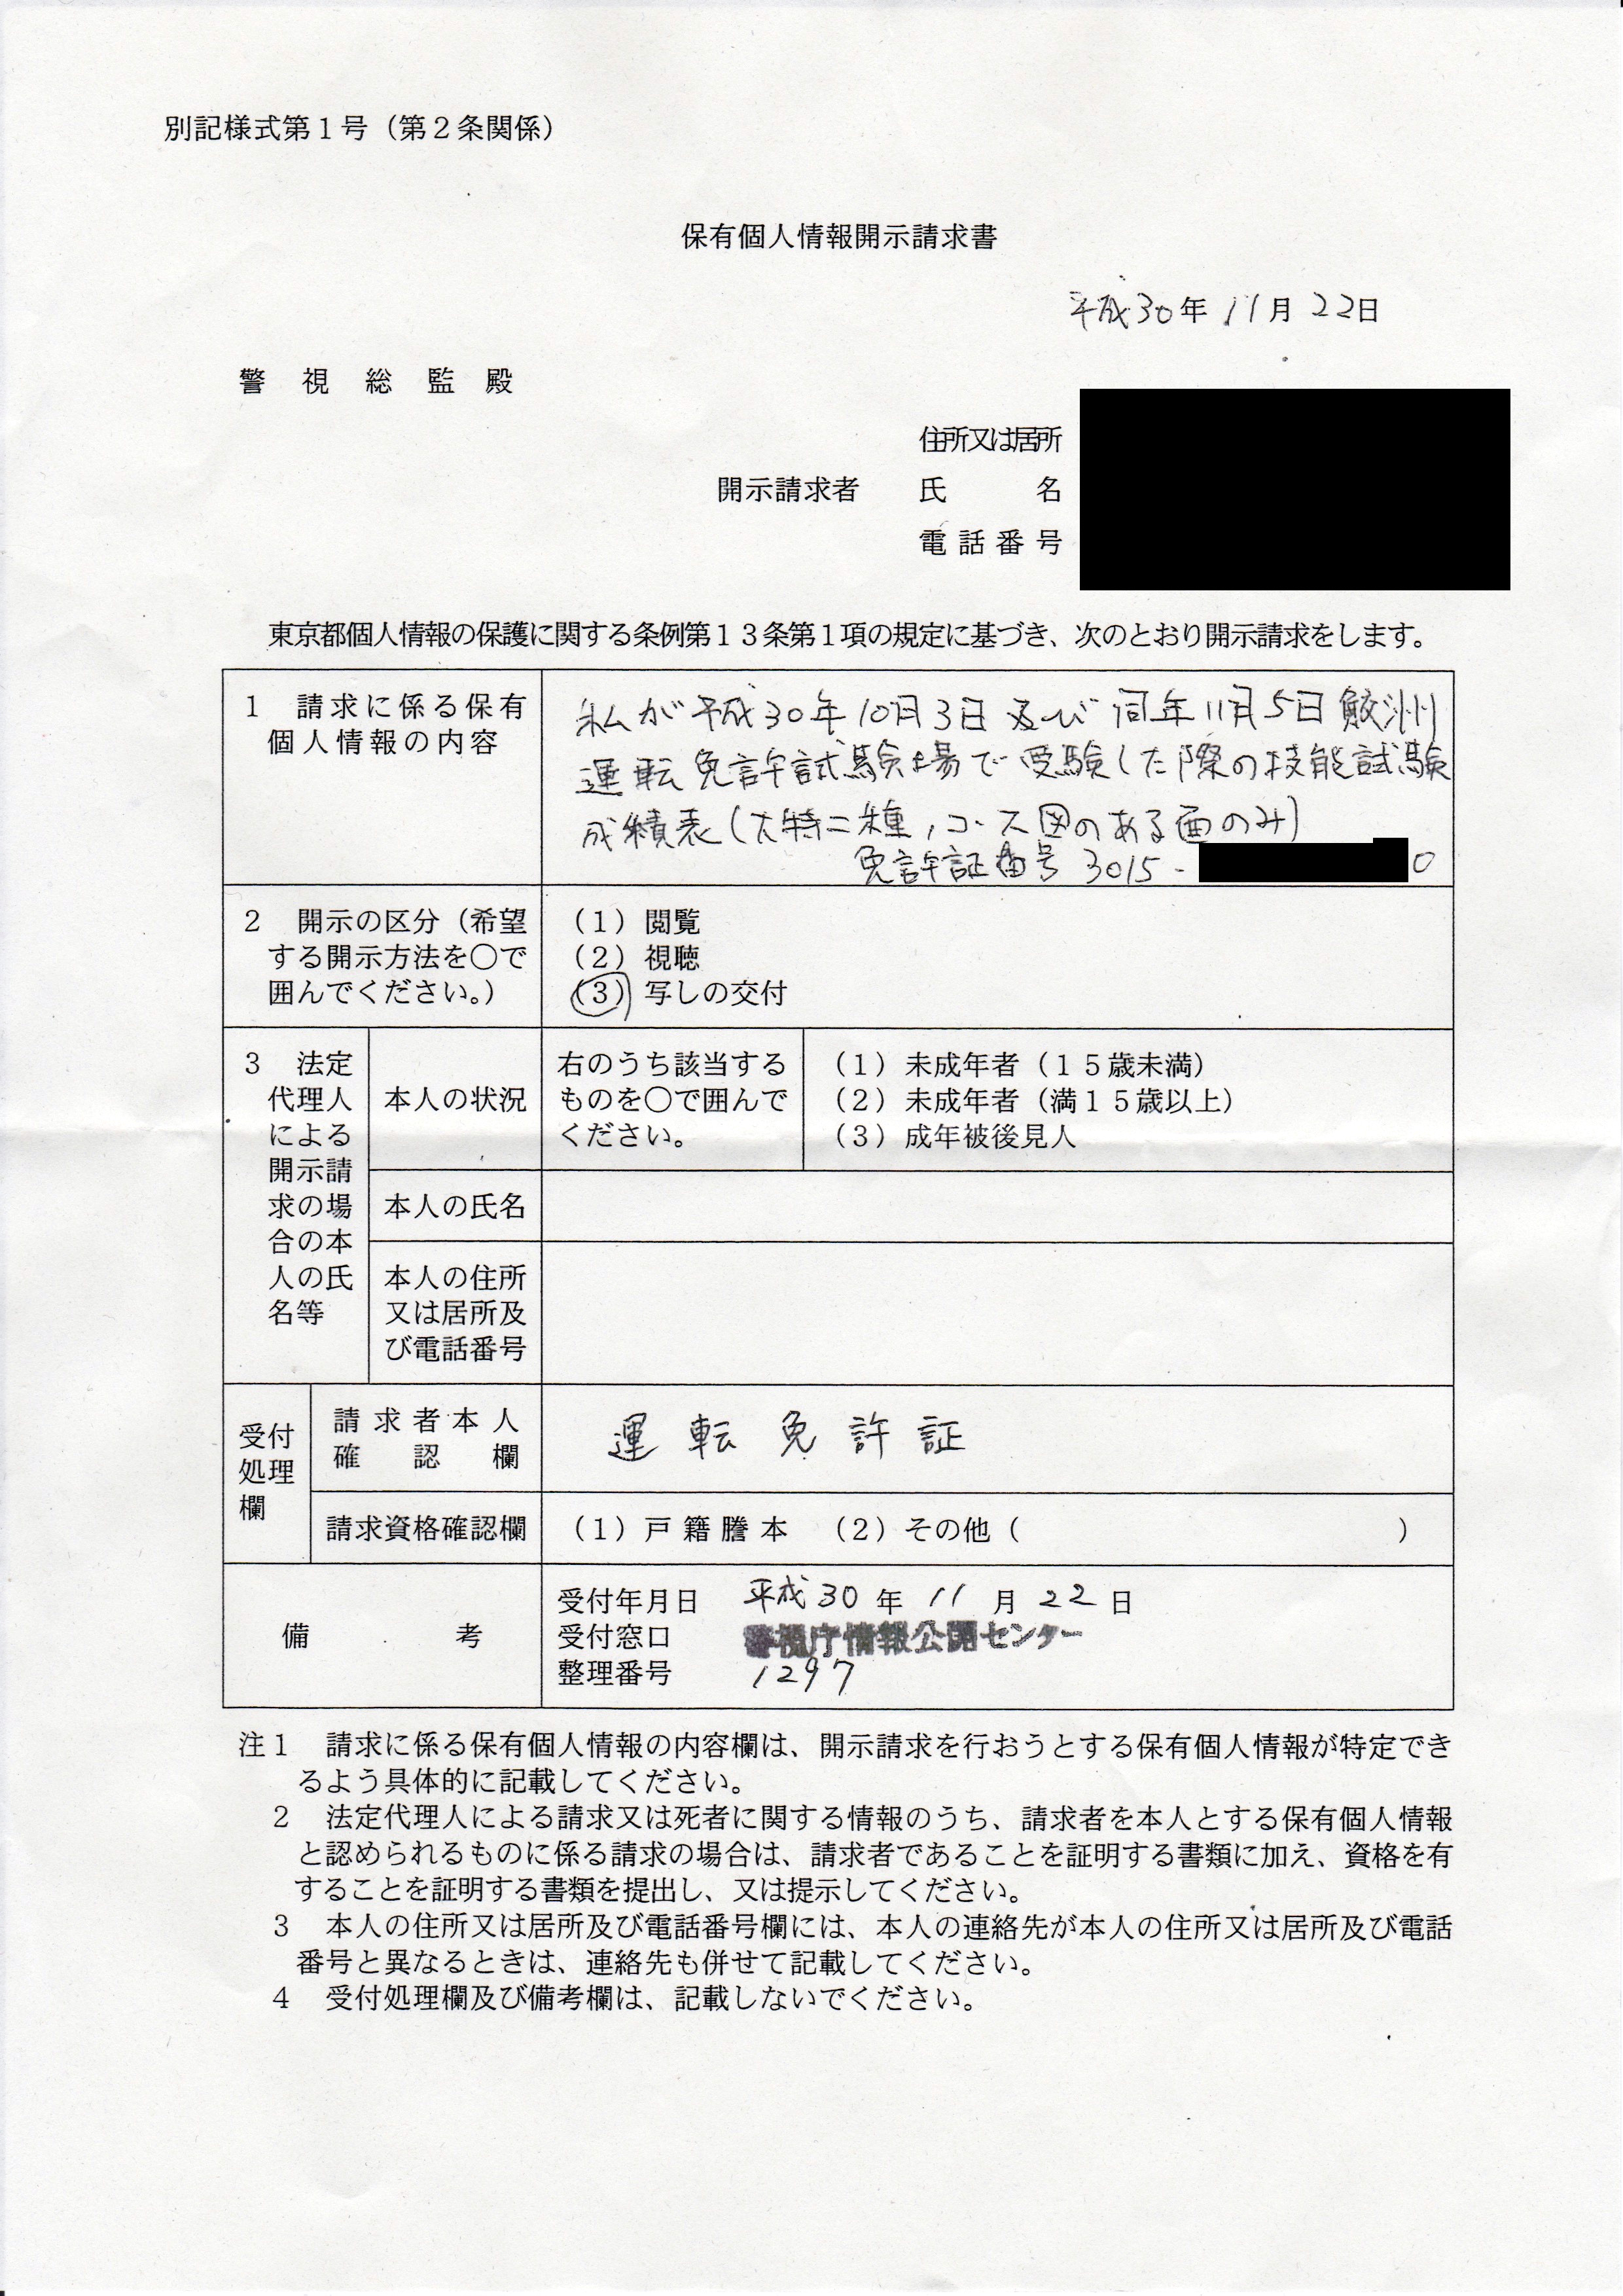 別記様式第１号（第２条関係）
保有個人情報開示請求書
平成30年11月22日
警視総監殿
住所又は居所
開示請求者　氏名
電話番号
東京都個人情報の保護に関する条例第１３条第１項の規定に基づき、次のとおり開示請求をします。
１　請求に係る保有
個人情報の内容
私が平成30年10月3日及び同年11月5日鮫洲
運転免許試験場で受験した際の技能試験
成績表(大特二種,コース図のある面のみ)
免許証番号 3015-
0
２　開示の区分（希望
する開示方法を○で
囲んでください。）
（１）閲覧
（２）視聴
（３）写しの交付
３　法定
代理人
による
開示請
求の場
合の本
人の氏
名等
本人の状況
右のうち該当する
ものを○で囲んで
ください。
（１）未成年者（１５歳未満）
（２）未成年者（満１５歳以上）
（３）成年被後見人
本人の氏名
本人の住所
又は居所及
び電話番号
受付
処理
欄
請求者本人
確認欄
運転免許証
請求資格確認欄
（１）戸籍謄本　（２）その他（　　　）
備考
受付年月日　平成30年11月22日
受付窓口　警視庁情報公開センター
整理番号　1297
注１　請求に係る保有個人情報の内容欄は、開示請求を行おうとする保有個人情報が特定でき
るよう具体的に記載してください。
２　法定代理人による請求又は死者に関する情報のうち、請求者を本人とする保有個人情報
と認められるものに係る請求の場合は、請求者であることを証明する書類に加え、資格を有
することを証明する書類を提出し、又は提示してください。
３　本人の住所又は居所及び電話番号欄には、本人の連絡先が本人の住所又は居所及び電話
番号と異なるときは、連絡先も併せて記載してください。
４　受付処理欄及び備考欄は、記載しないでください。